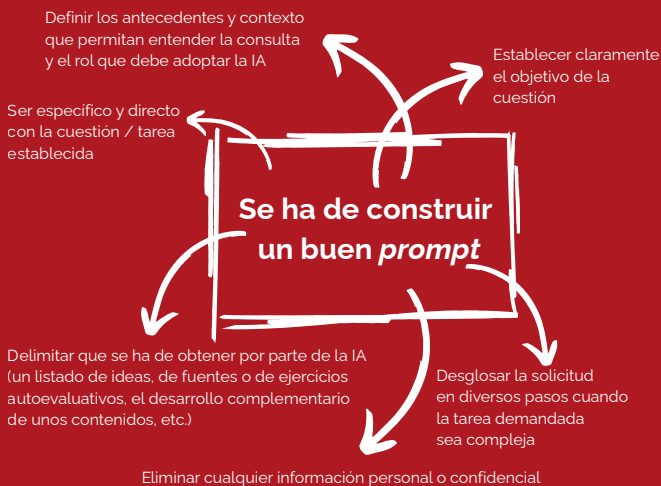 Definir los antecedentes y contexto
que permitan entender la consulta
y el rol que debe adoptar la IA
Establecer claramente
el objetivo de la
cuestión
Ser específico y directo
con la cuestión / tarea
establecida
Se ha de construir
un buen prompt
Delimitar que se ha de obtener por parte de la IA
(un listado de ideas, de fuentes o de ejercicios
autoevaluativos, el desarrollo complementario
de unos contenidos, etc.)
Desglosar la solicitud
en diversos pasos cuando
la tarea demandada
sea compleja
Eliminar cualquier información personal o confidencial